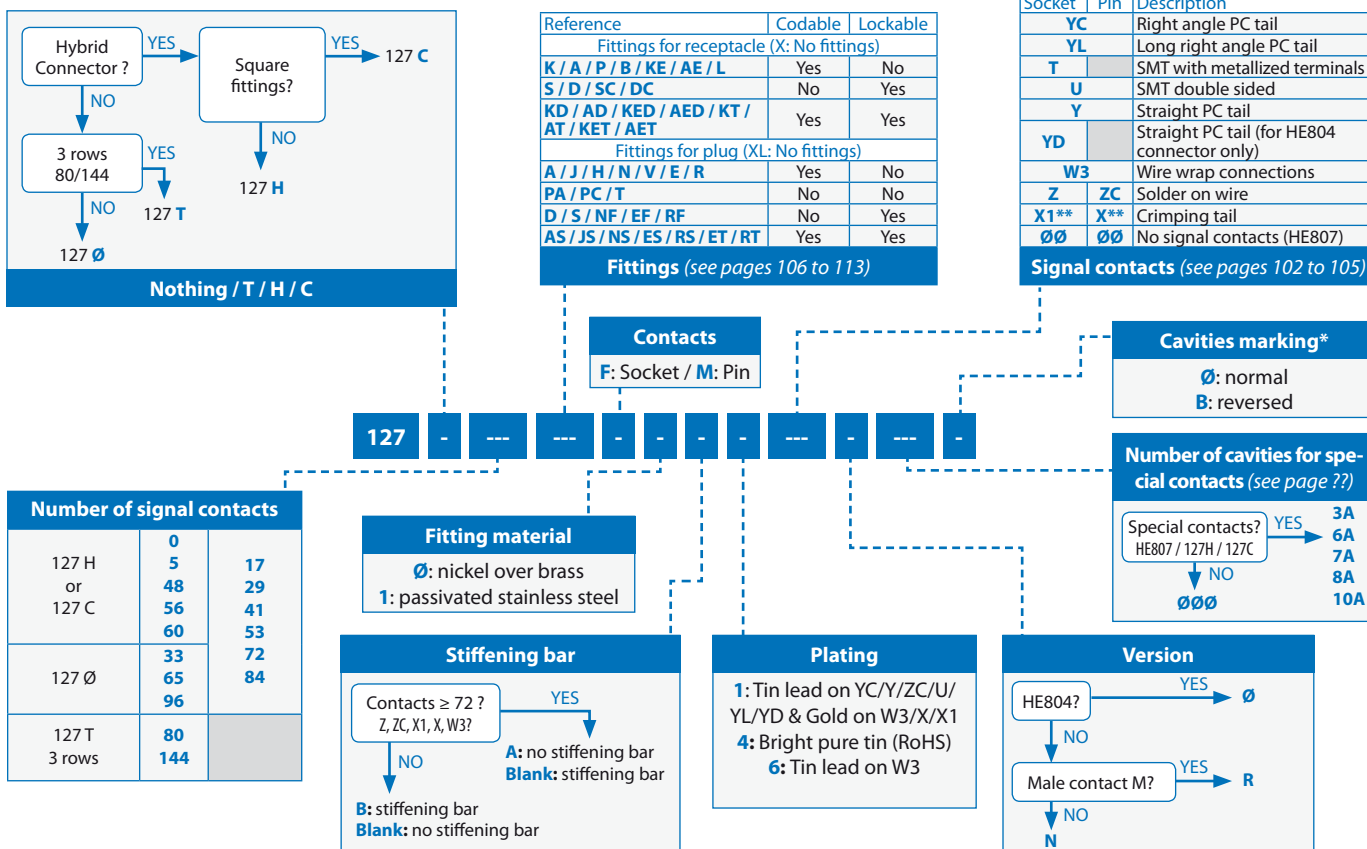 Hybrid
Connector ?
YES
NO
Square
fittings?
YES
127 C
NO
127 H
3 rows
80/144
YES
127 T
NO
127 Ø
Nothing / T / H / C
Reference Codable Lockable
Fittings for receptacle (X: No fittings)
K / A / P / B / KE / AE / L Yes No
S / D / SC / DC No Yes
KD / AD / KED / AED / KT /
AT / KET / AET Yes Yes
Fittings for plug (XL: No fittings)
A / J / H / N / V / E / R Yes No
PA / PC / T No No
D / S / NF / EF / RF No Yes
AS / JS / NS / ES / RS / ET / RT Yes Yes
Fittings (see pages 106 to 113)
Socket Pin Description
YC Right angle PC tail
YL Long right angle PC tail
T SMT with metallized terminals
U SMT double sided
Y Straight PC tail
YD Straight PC tail (for HE804
connector only)
W3 Wire wrap connections
Z ZC Solder on wire
X1** X** Crimping tail
ØØ ØØ No signal contacts (HE807)
Signal contacts (see pages 102 to 105)
Contacts
F: Socket / M: Pin
Cavities marking*
Ø: normal
B: reversed
127 - --- --- - - - - --- - --- -
Number of signal contacts
127 H
or
127 C
0
5
48
56
60
127 Ø
33
65
96
17
29
41
53
72
84
127 T
3 rows
80
144
Fitting material
Ø: nickel over brass
1: passivated stainless steel
Number of cavities for spe-
cial contacts (see page ??)
Special contacts?
HE807 / 127H / 127C
YES
3A
6A
7A
8A
10A
NO
ØØØ
Stiffening bar
Contacts ≥ 72 ?
Z, ZC, X1, X, W3?
YES
A: no stiffening bar
Blank: stiffening bar
NO
B: stiffening bar
Blank: no stiffening bar
Plating
1: Tin lead on YC/Y/ZC/U/
YL/YD & Gold on W3/X/X1
4: Bright pure tin (RoHS)
6: Tin lead on W3
Version
HE804?
YES
Ø
NO
Male contact M?
YES
R
NO
N